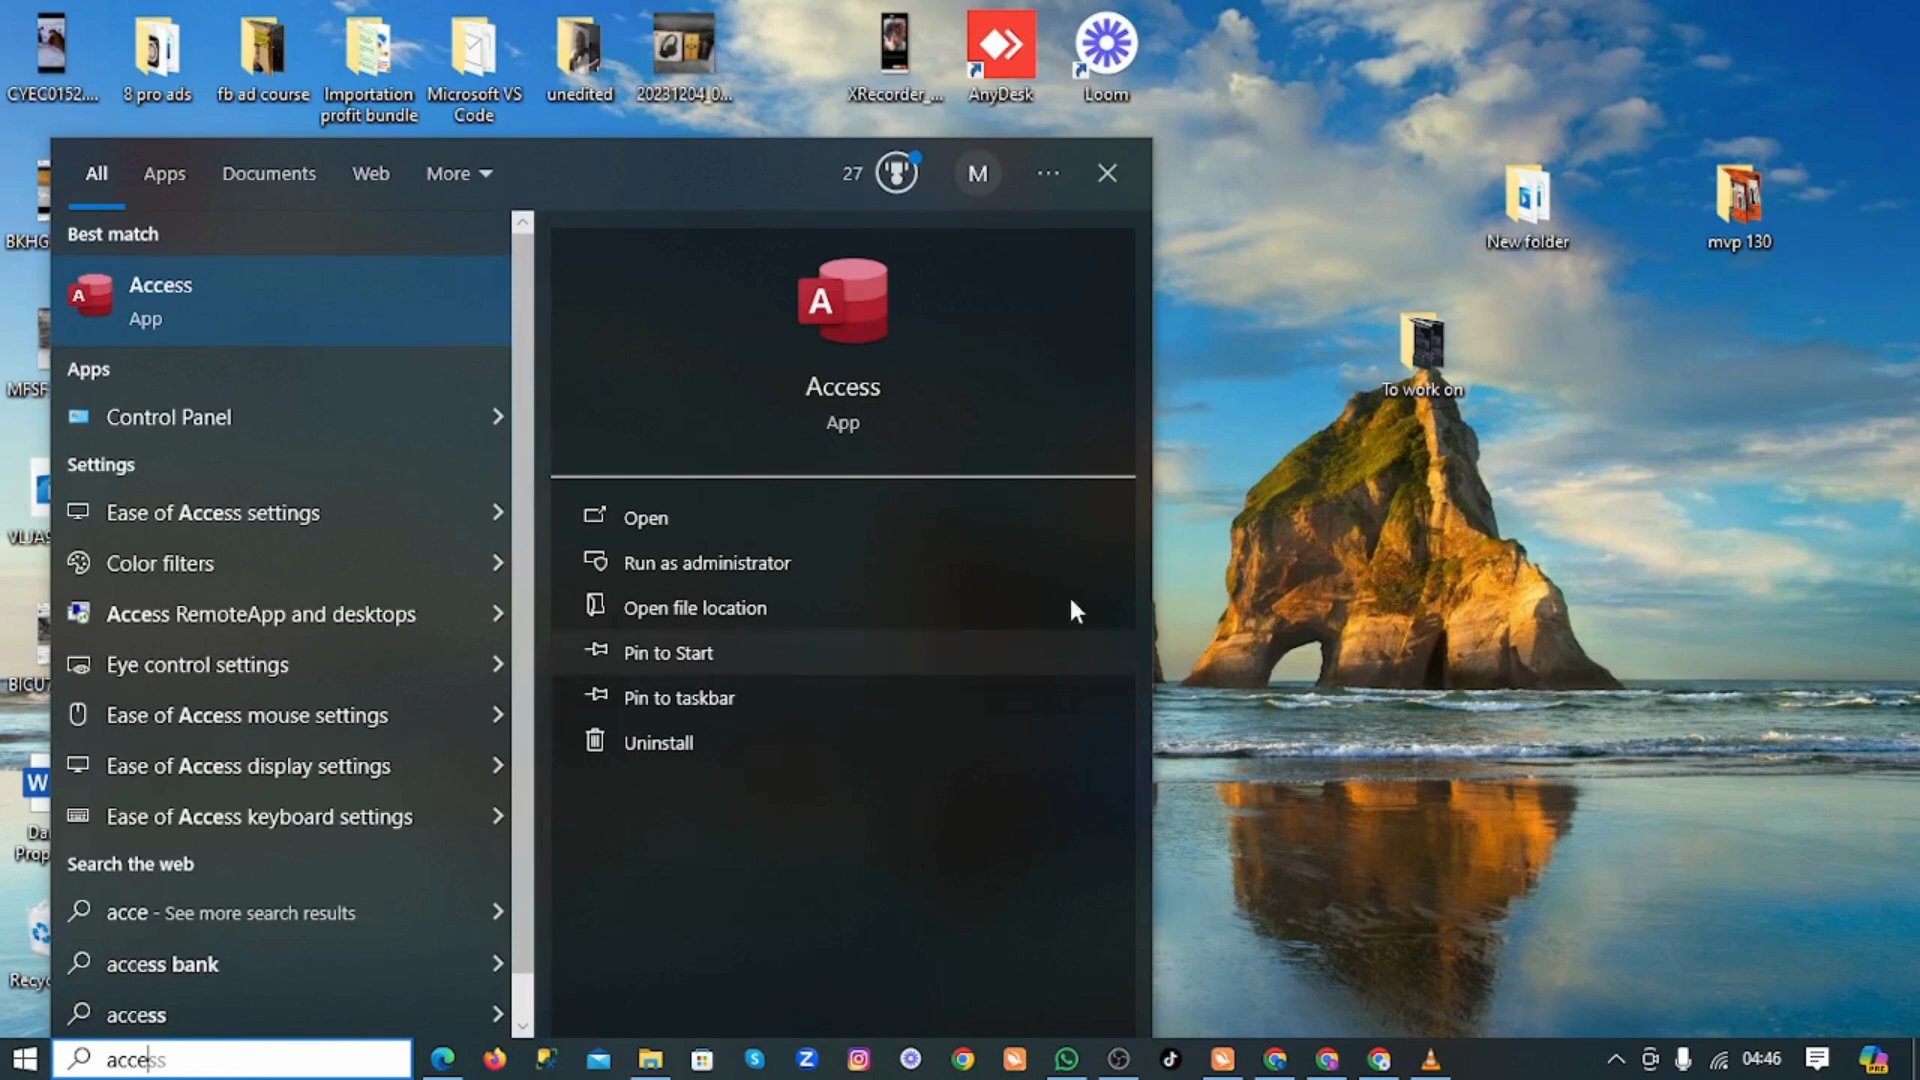 CYEC0152....
8 pro ads
fb ad course
Importation
profit bundle
Microsoft VS
Code
unedited
20231204_0...
XRecorder_...
AnyDesk
Loom
All
Apps
Documents
Web
More
27
M
...
BKHG
New folder
mvp 130
Best match
Access
App
A
A
Access
App
MFSF
To work on
Apps
Control Panel
Settings
Ease of Access settings
Color filters
Access RemoteApp and desktops
Eye control settings
Ease of Access mouse settings
Ease of Access display settings
Ease of Access keyboard settings
Open
Run as administrator
Open file location
Pin to Start
Pin to taskbar
Uninstall
W
Da
Prop
Search the web
acce - See more search results
access bank
access
Recyc
access
04:46
PRE